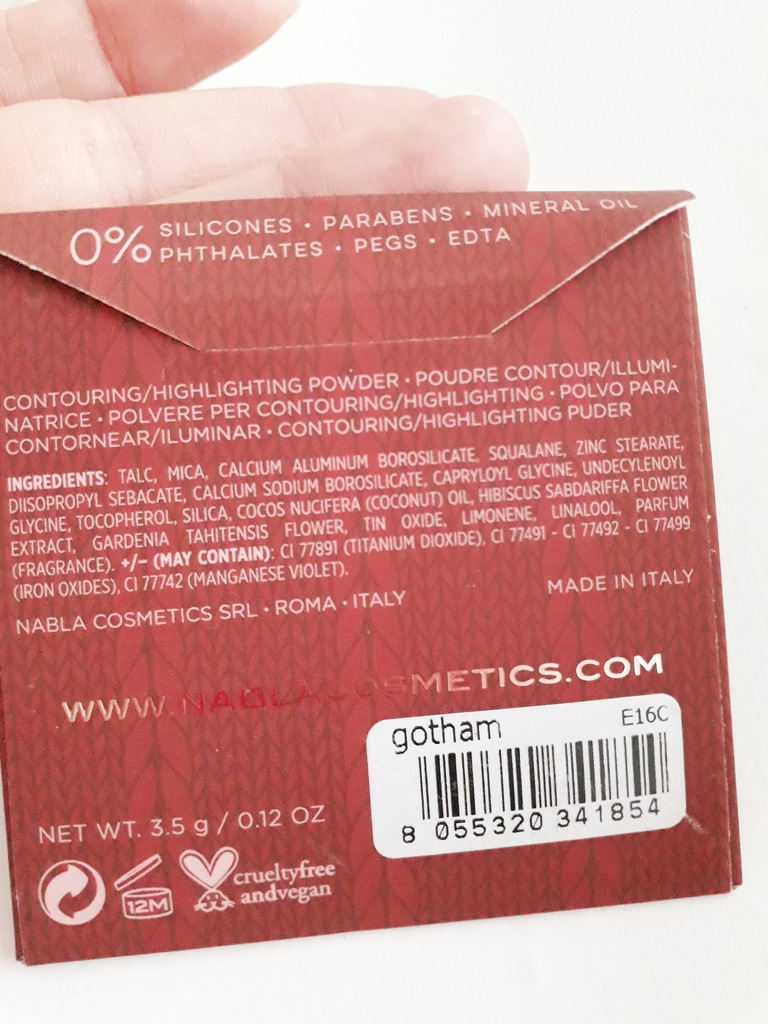 0% SILICONES • PARABENS • MINERAL OIL
PHTHALATES • PEGS • EDTA
CONTOURING/HIGHLIGHTING POWDER • POUDRE CONTOUR/ILLUMI-
NATRICE • POLVERE PER CONTOURING/HIGHLIGHTING • POLVO PARA
CONTORNEAR/ILUMINAR • CONTOURING/HIGHLIGHTING PUDER
INGREDIENTS: TALC, MICA, CALCIUM ALUMINUM BOROSILICATE, SQUALANE, ZINC STEARATE,
DIISOPROPYL SEBACATE, CALCIUM SODIUM BOROSILICATE, CAPRYLOYL GLYCINE, UNDECYLENOYL
GLYCINE, TOCOPHEROL, SILICA, COCOS NUCIFERA (COCONUT) OIL, HIBISCUS SABDARIFFA FLOWER
EXTRACT, GARDENIA TAHITENSIS FLOWER, TIN OXIDE, LIMONENE, LINALOOL, PARFUM
(FRAGRANCE). +/− (MAY CONTAIN): CI 77891 (TITANIUM DIOXIDE), CI 77491 - CI 77492 - CI 77499
(IRON OXIDES), CI 77742 (MANGANESE VIOLET).
NABLA COSMETICS SRL • ROMA • ITALY
MADE IN ITALY
WWW.NABLACOSMETICS.COM
gotham E16C
8 055320 341854
NET WT. 3.5 g / 0.12 OZ
12M
crueltyfree
andvegan